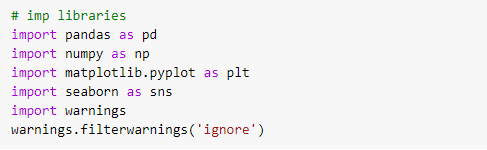 # imp libraries
import pandas as pd
import numpy as np
import matplotlib.pyplot as plt
import seaborn as sns
import warnings
warnings.filterwarnings('ignore')